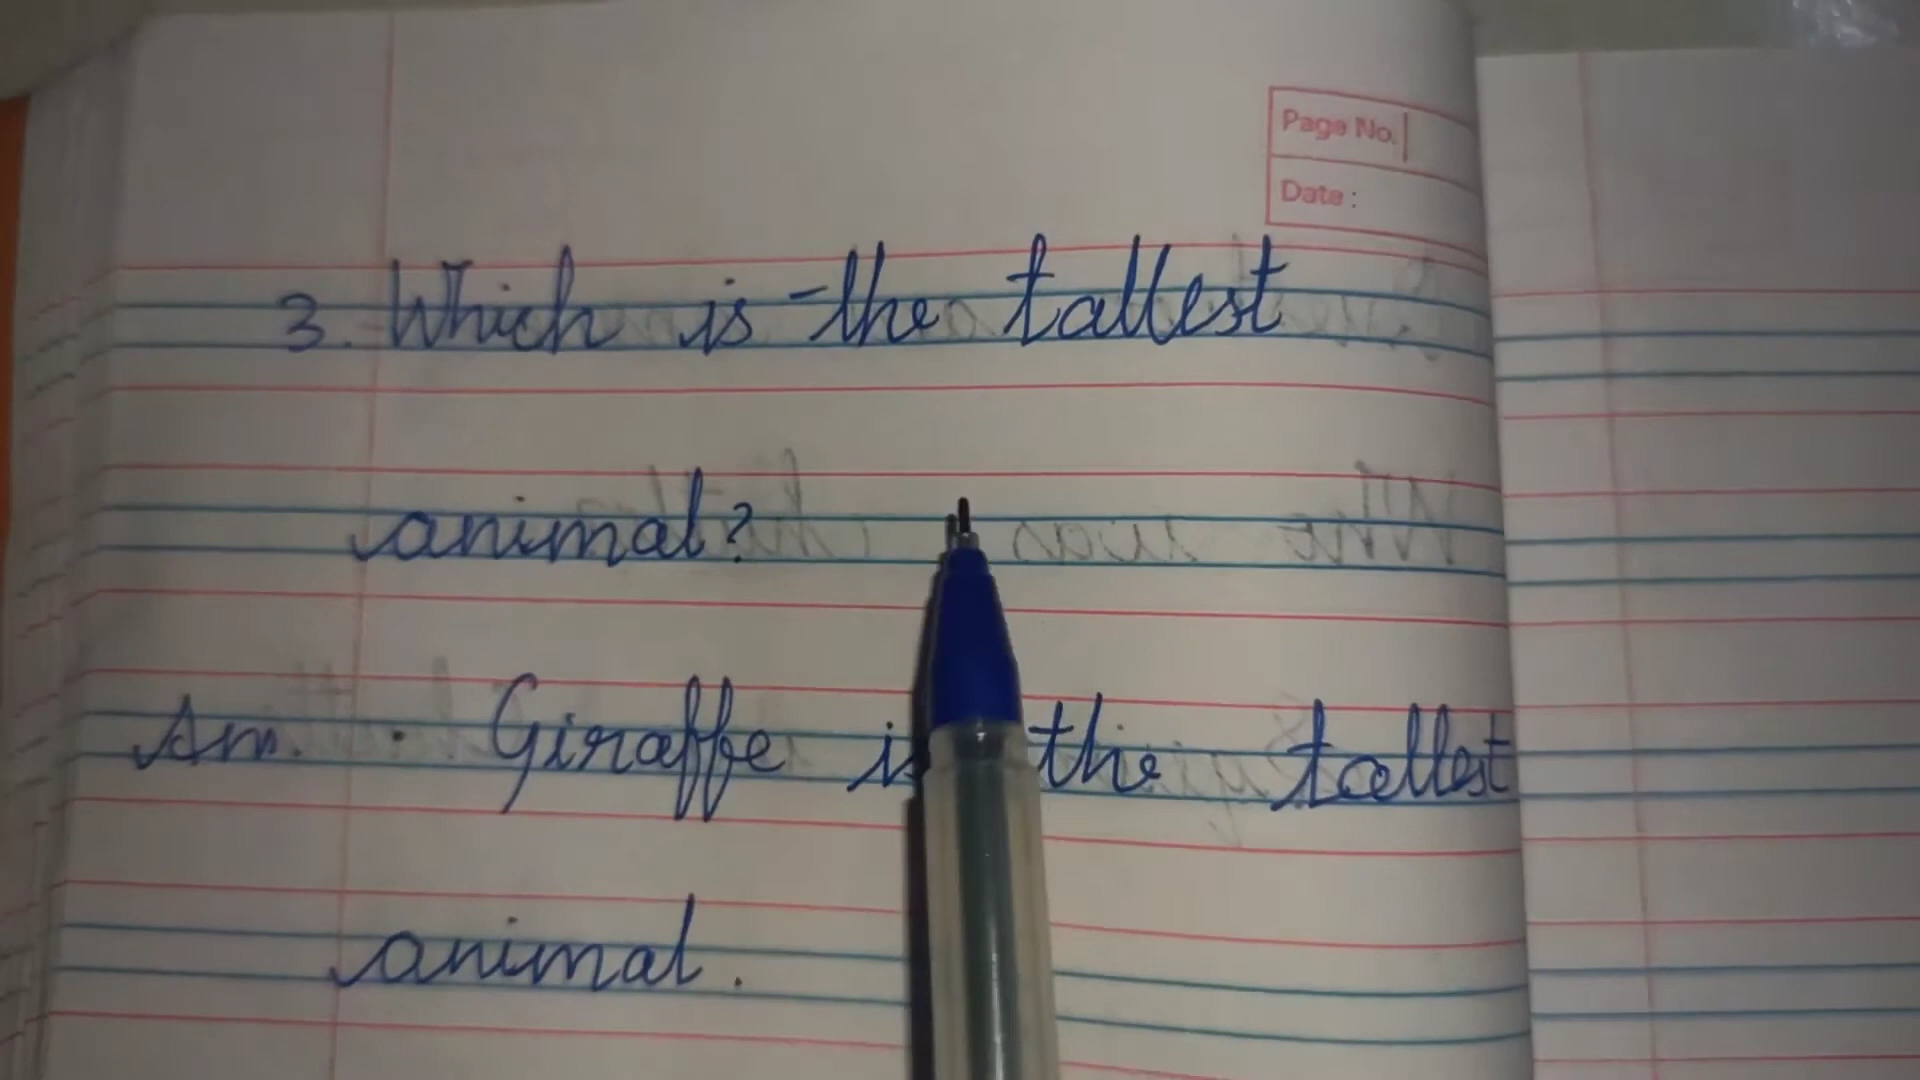 Page No.
Date :
3. Which is the tallest
animal?
Ans. Giraffe is the tallest
animal.